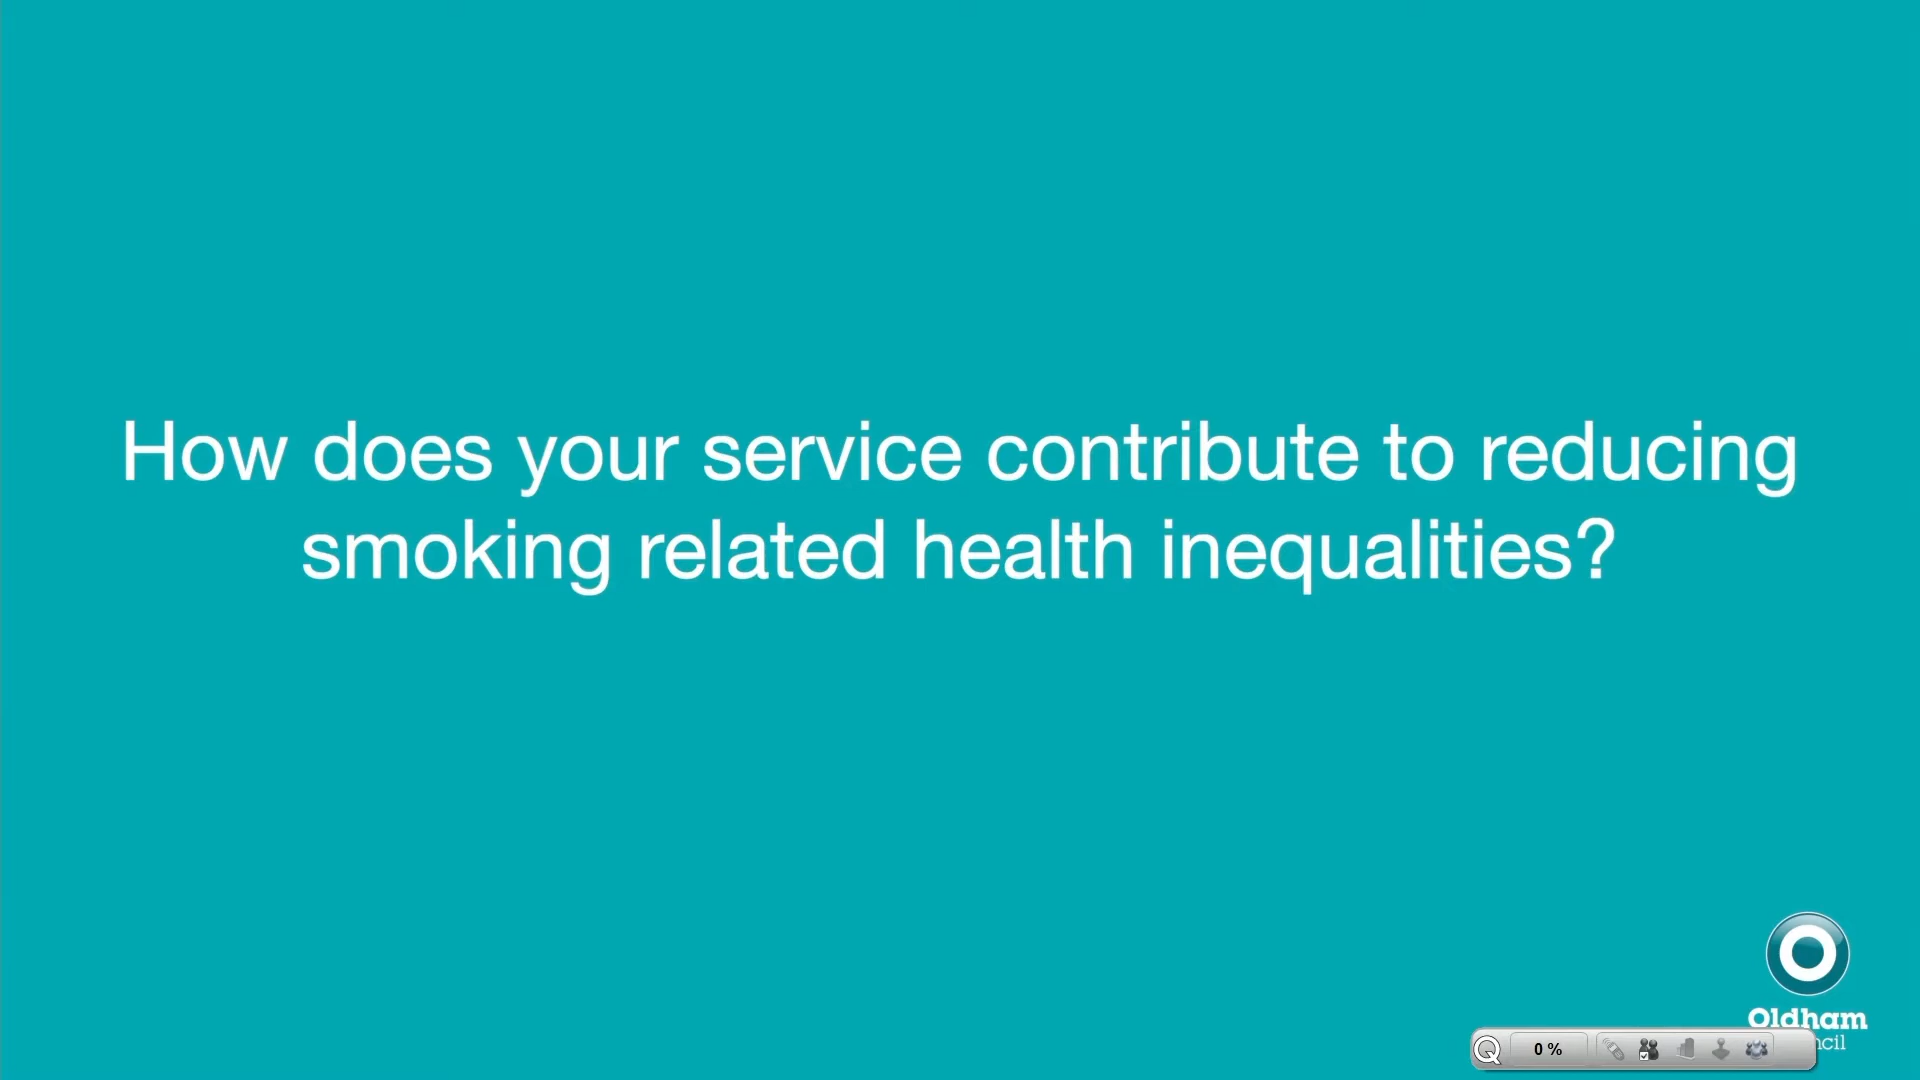 How does your service contribute to reducing
smoking related health inequalities?
Oldham
0 %